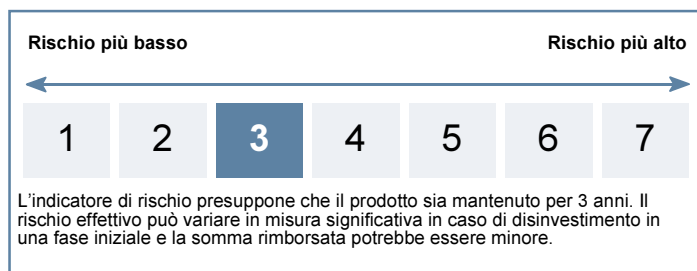 Rischio più basso Rischio più alto
1 2 3 4 5 6 7
L'indicatore di rischio presuppone che il prodotto sia mantenuto per 3 anni. Il
rischio effettivo può variare in misura significativa in caso di disinvestimento in
una fase iniziale e la somma rimborsata potrebbe essere minore.